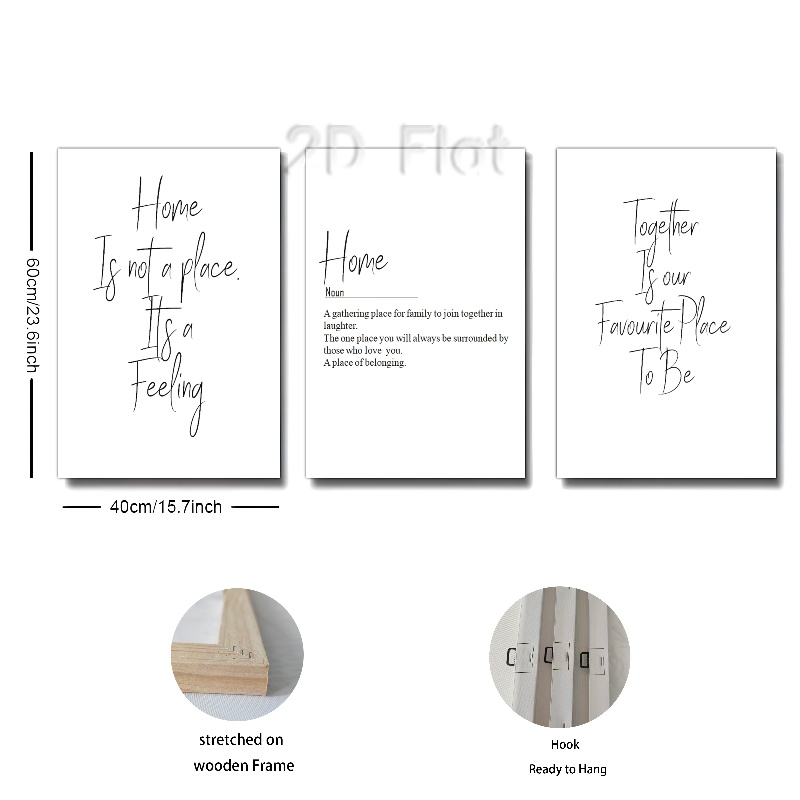 2D Flat
60cm/23.6inch
Home
Is not a place.
Its a
Feeling
Home
Noun
A gathering place for family to join together in
laughter.
The one place you will always be surrounded by
those who love you.
A place of belonging.
Together
Is our
Favourite Place
To Be
40cm/15.7inch
stretched on
wooden Frame
Hook
Ready to Hang